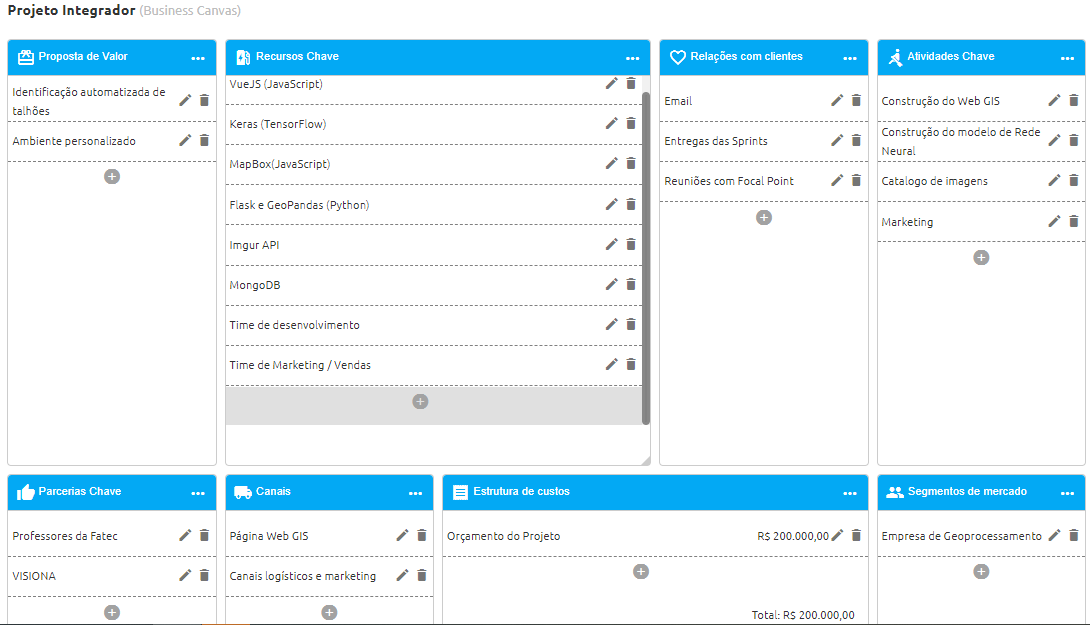 Projeto Integrador (Business Canvas)
Proposta de Valor
Identificação automatizada de
talhões
Ambiente personalizado
Recursos Chave
VueJS (JavaScript)
Keras (TensorFlow)
MapBox(JavaScript)
Flask e GeoPandas (Python)
Imgur API
MongoDB
Time de desenvolvimento
Time de Marketing / Vendas
Relações com clientes
Email
Entregas das Sprints
Reuniões com Focal Point
Atividades Chave
Construção do Web GIS
Construção do modelo de Rede
Neural
Catalogo de imagens
Marketing
Parcerias Chave
Professores da Fatec
VISIONA
Canais
Página Web GIS
Canais logísticos e marketing
Estrutura de custos
Orçamento do Projeto R$ 200.000,00
Total: R$ 200.000,00
Segmentos de mercado
Empresa de Geoprocessamento